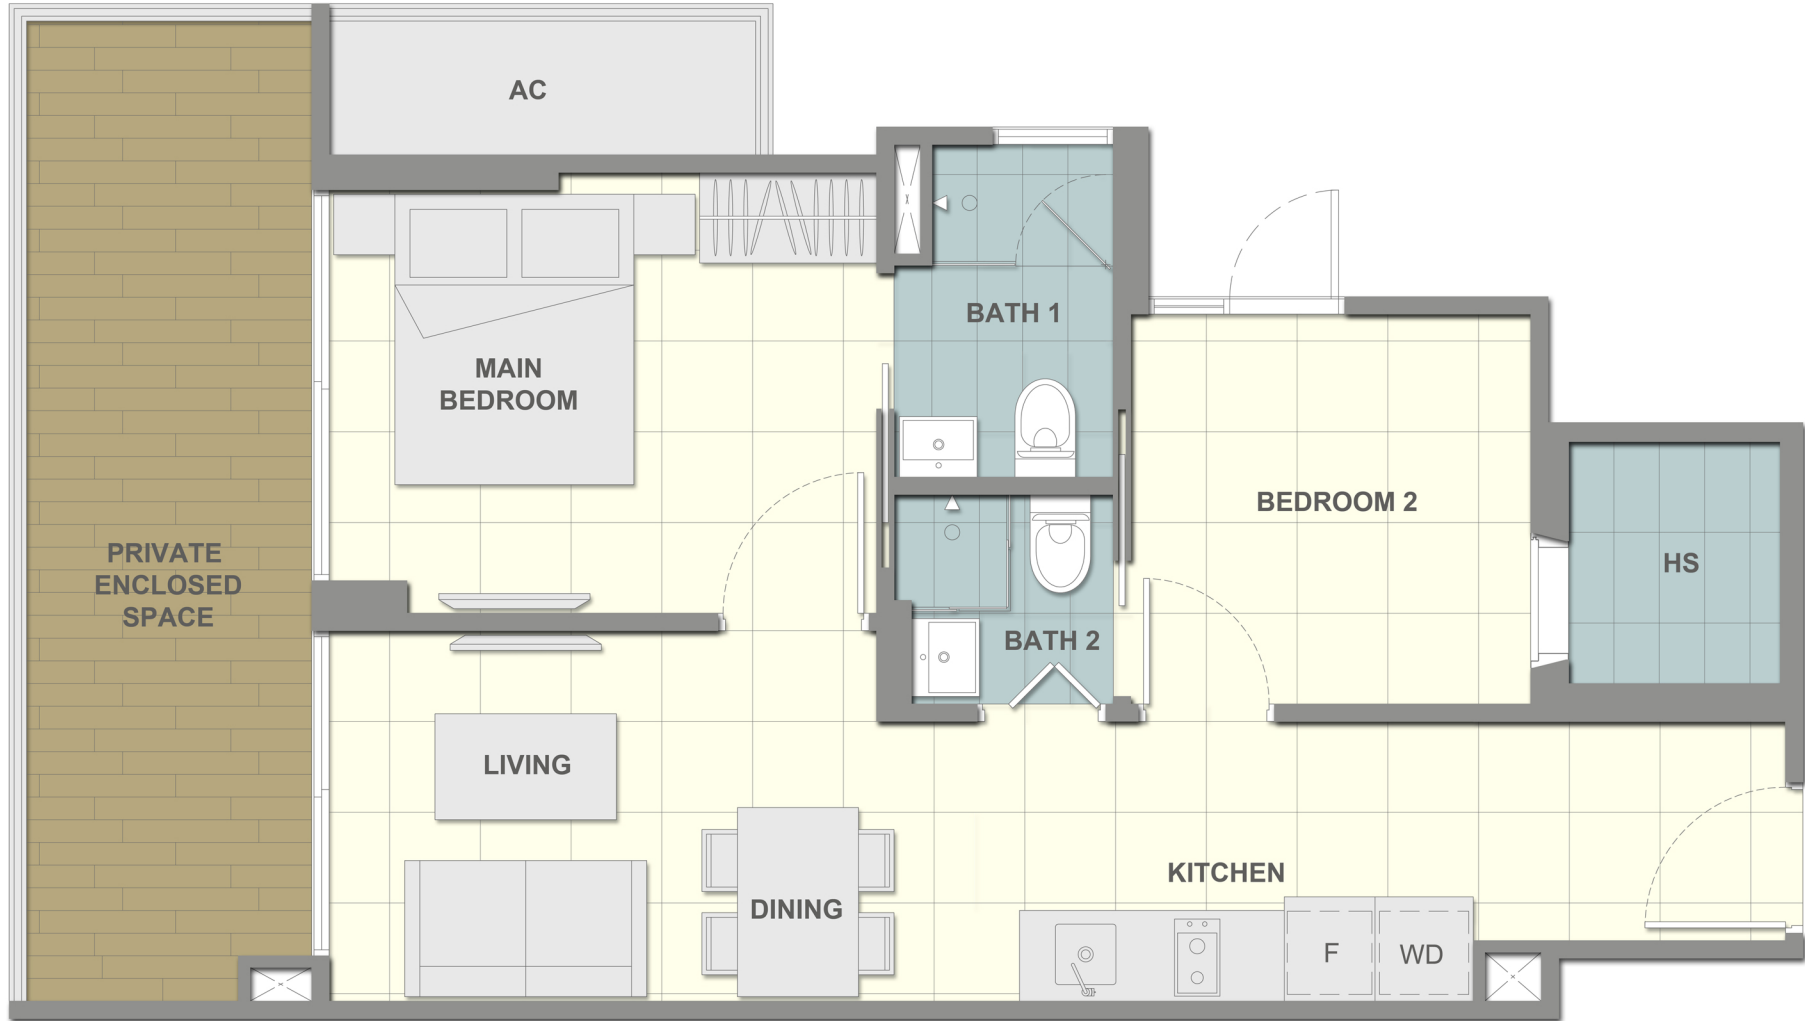 AC
BATH 1
MAIN
BEDROOM
BEDROOM 2
PRIVATE
ENCLOSED
SPACE
HS
BATH 2
LIVING
KITCHEN
DINING
F
WD